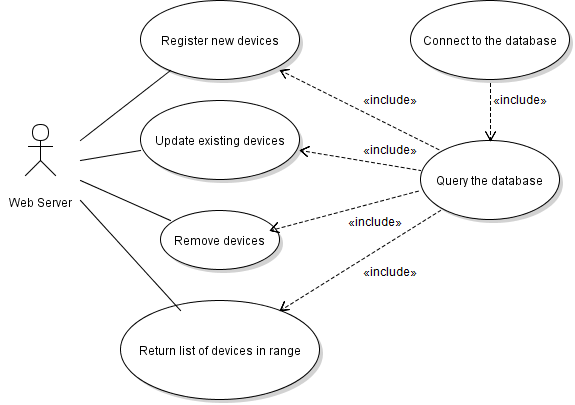 Register new devices
Connect to the database
«include»
«include»
Update existing devices
«include»
Query the database
Web Server
«include»
Remove devices
«include»
Return list of devices in range